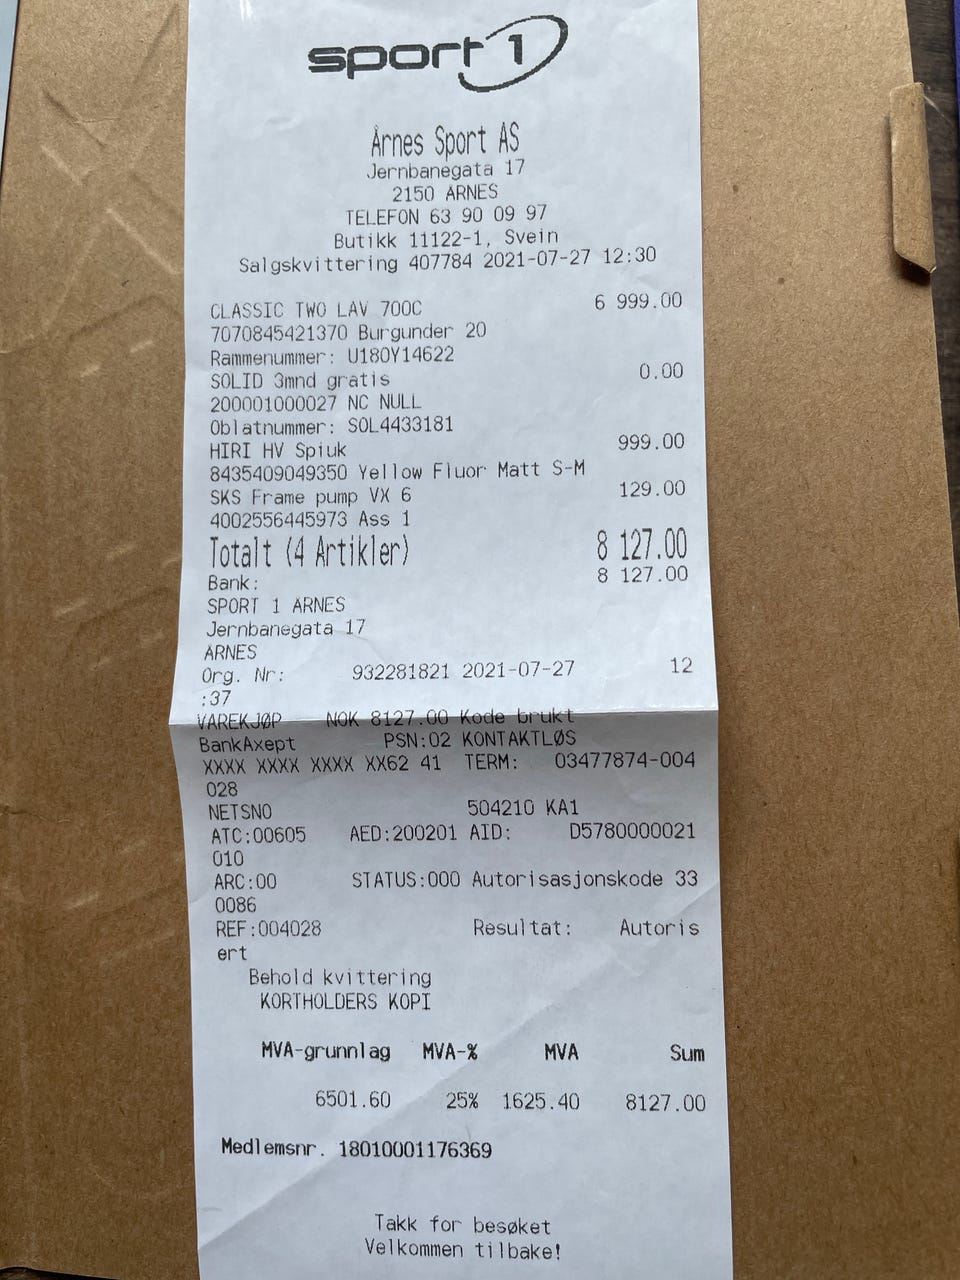 sport 1
Årnes Sport AS
Jernbanegata 17
2150 ÅRNES
TELEFON 63 90 09 97
Butikk 11122-1, Svein
Salgskvittering 407784 2021-07-27 12:30
CLASSIC TWO LAV 700C 6 999.00
7070845421370 Burgunder 20
Rammenummer: U180Y14622
SOLID 3mnd gratis 0.00
200001000027 NC NULL
Oblatnummer: SOL4433181
HIRI HV Spiuk 999.00
8435409049350 Yellow Fluor Matt S-M
SKS Frame pump VX 6 129.00
4002556445973 Ass 1
Totalt (4 Artikler) 8 127.00
Bank: 8 127.00
SPORT 1 ÅRNES
Jernbanegata 17
ÅRNES
Org. Nr: 932281821 2021-07-27 12
:37
VAREKJØP NOK 8127.00 Kode brukt
BankAxept PSN:02 KONTAKTLØS
XXXX XXXX XXXX XX62 41 TERM: 03477874-004
028
NETSNO 504210 KA1
ATC:00605 AED:200201 AID: D5780000021
010
ARC:00 STATUS:000 Autorisasjonskode 33
0086
REF:004028 Resultat: Autoris
ert
Behold kvittering
KORTHOLDERS KOPI
MVA-grunnlag MVA-% MVA Sum
6501.60 25% 1625.40 8127.00
Medlemsnr. 18010001176369
Takk for besøket
Velkommen tilbake!